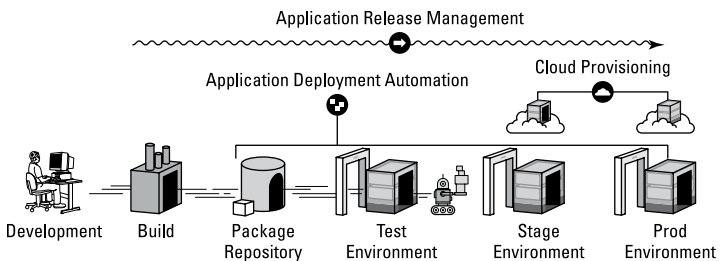 Application Release Management
Application Deployment Automation
Cloud Provisioning
Development
Build
Package
Repository
Test
Environment
Stage
Environment
Prod
Environment